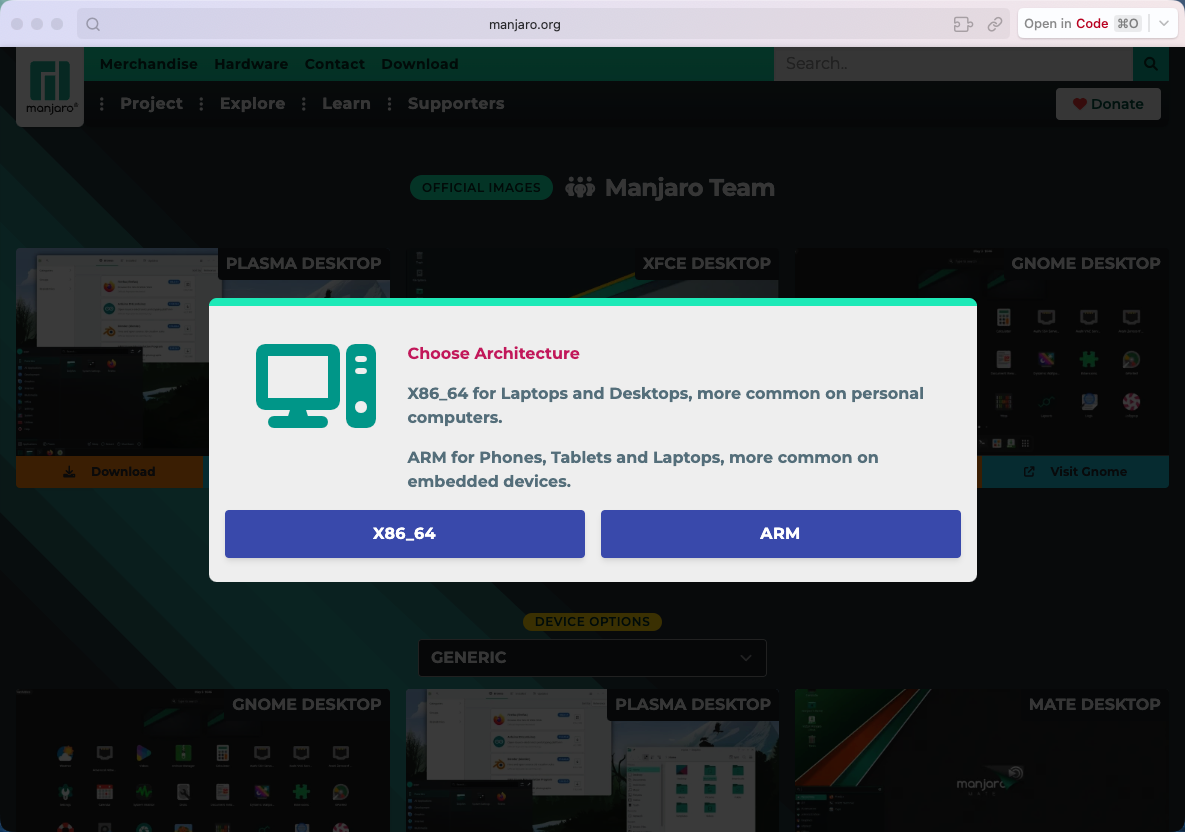 manjaro.org
Open in Code ⌘O
Merchandise Hardware Contact Download
Search..
manjaro
Project Explore Learn Supporters
Donate
OFFICIAL IMAGES Manjaro Team
PLASMA DESKTOP
XFCE DESKTOP
GNOME DESKTOP
Choose Architecture
X86_64 for Laptops and Desktops, more common on personal
computers.
ARM for Phones, Tablets and Laptops, more common on
embedded devices.
Download
Visit Gnome
X86_64
ARM
DEVICE OPTIONS
GENERIC
GNOME DESKTOP
PLASMA DESKTOP
MATE DESKTOP
manjaro